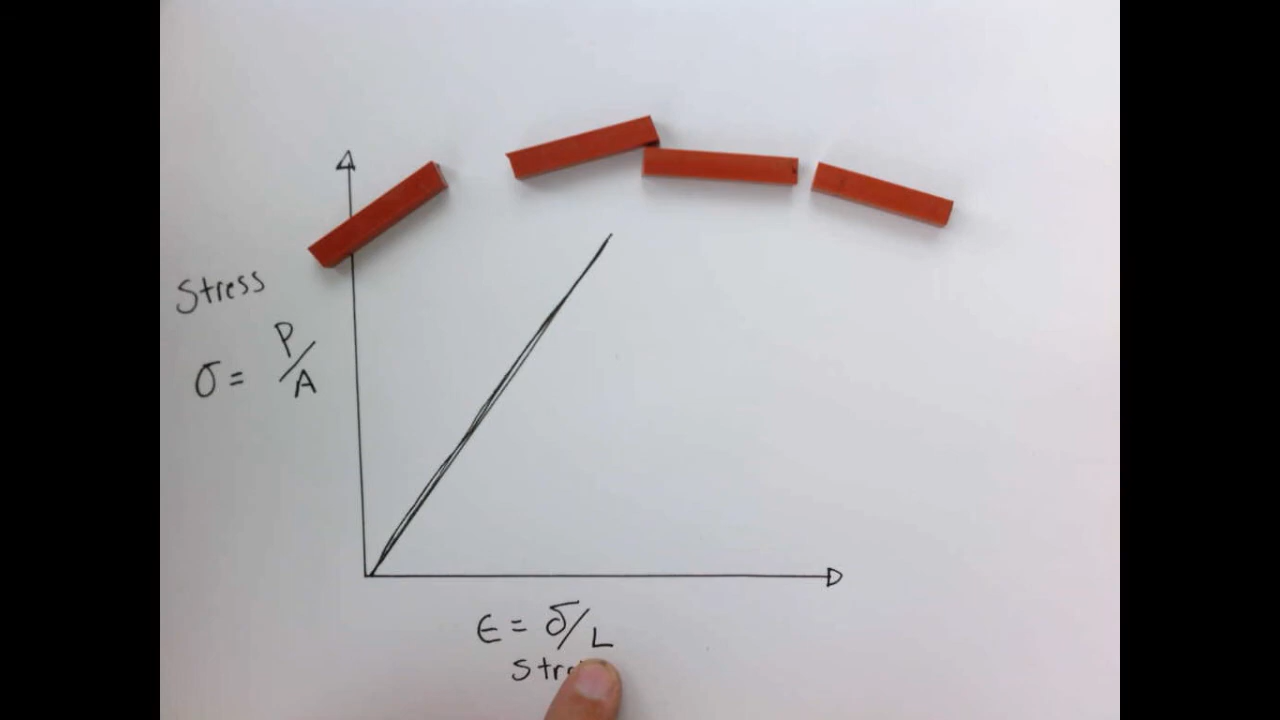 Stress
σ = P/A
ϵ = δ/L